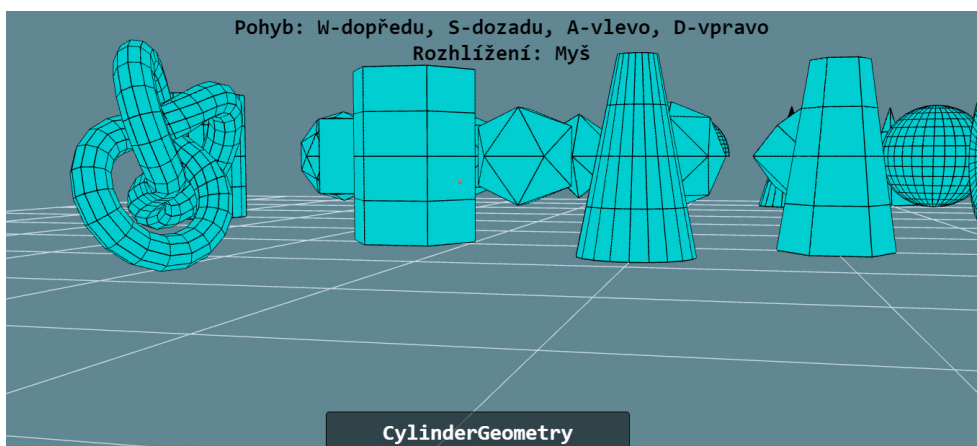 Pohyb: W-dopředu, S-dozadu, A-vlevo, D-vpravo
Rozhlížení: Myš
CylinderGeometry